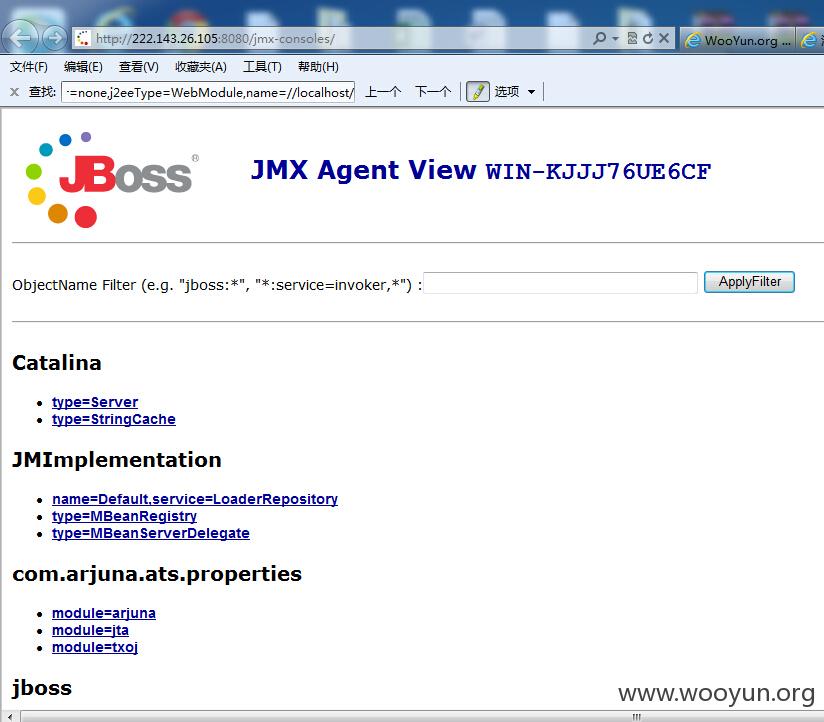 http://222.143.26.105:8080/jmx-consoles/
WooYun.org ...
文件(F) 编辑(E) 查看(V) 收藏夹(A) 工具(T) 帮助(H)
查找: =none,j2eeType=WebModule,name=//localhost/ 上一个 下一个 选项
JBoss®
JMX Agent View WIN-KJJJ76UE6CF
ObjectName Filter (e.g. "jboss:*", "*:service=invoker,*") : ApplyFilter
Catalina
type=Server
type=StringCache
JMImplementation
name=Default,service=LoaderRepository
type=MBeanRegistry
type=MBeanServerDelegate
com.arjuna.ats.properties
module=arjuna
module=jta
module=txoj
jboss
www.wooyun.org